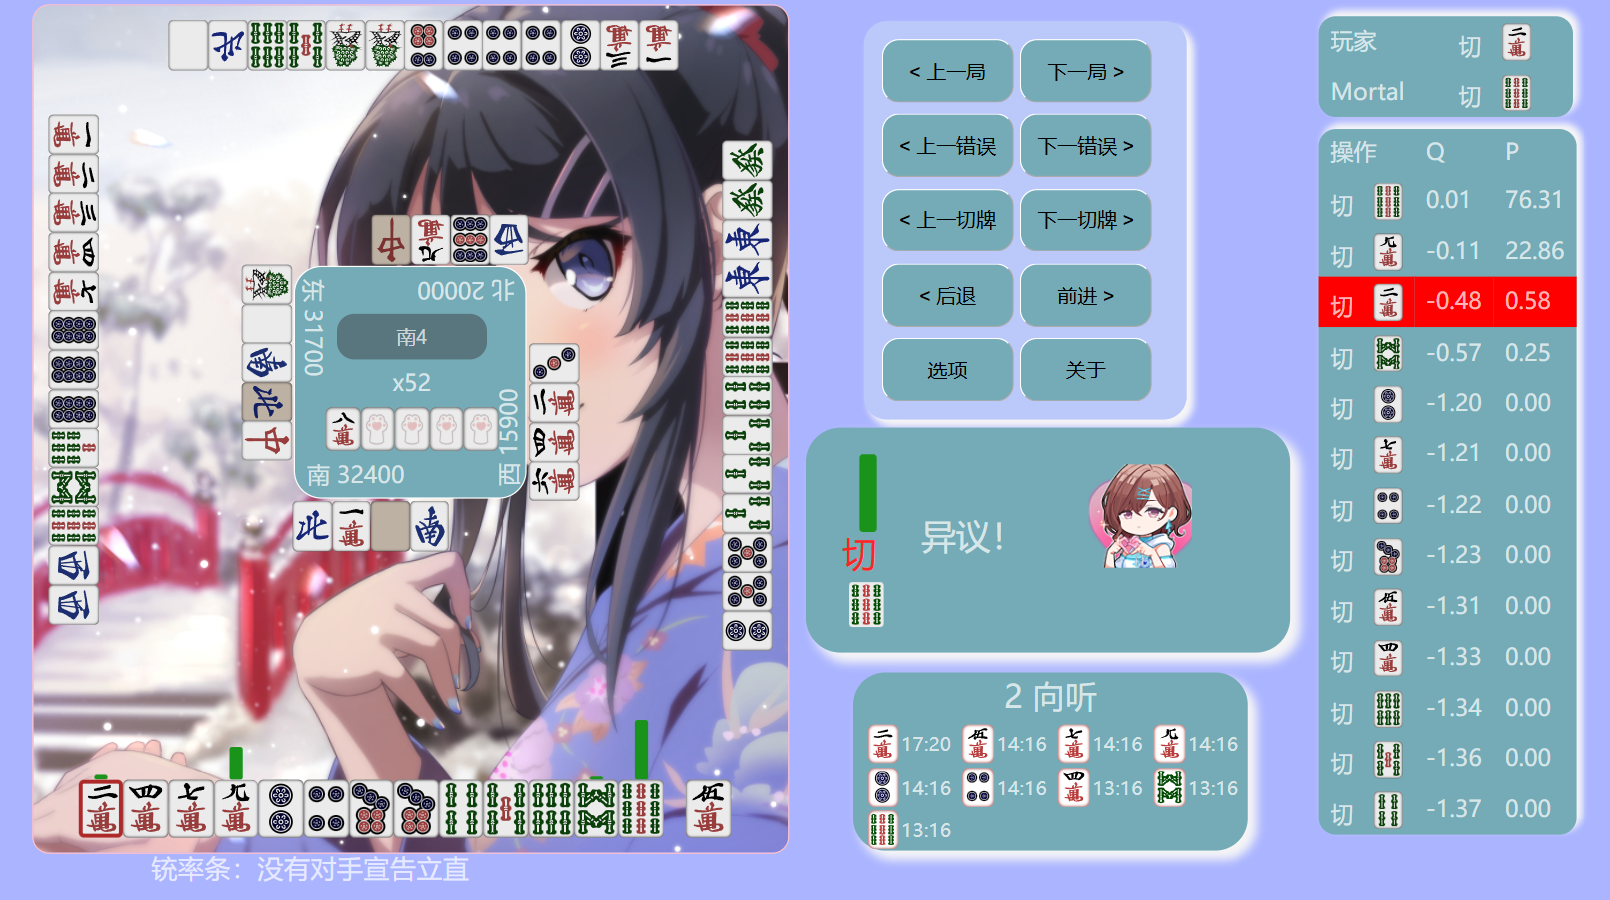 北 20000
东 31700
南4
x52
西 15900
南 32400
铳率条：没有对手宣告立直
< 上一局
下一局 >
< 上一错误
下一错误 >
< 上一切牌
下一切牌 >
< 后退
前进 >
选项
关于
切
异议！
2 向听
17:20
14:16
14:16
14:16
14:16
14:16
13:16
13:16
13:16
玩家 切
Mortal 切
操作 Q P
切 0.01 76.31
切 -0.11 22.86
切 -0.48 0.58
切 -0.57 0.25
切 -1.20 0.00
切 -1.21 0.00
切 -1.22 0.00
切 -1.23 0.00
切 -1.31 0.00
切 -1.33 0.00
切 -1.34 0.00
切 -1.36 0.00
切 -1.37 0.00